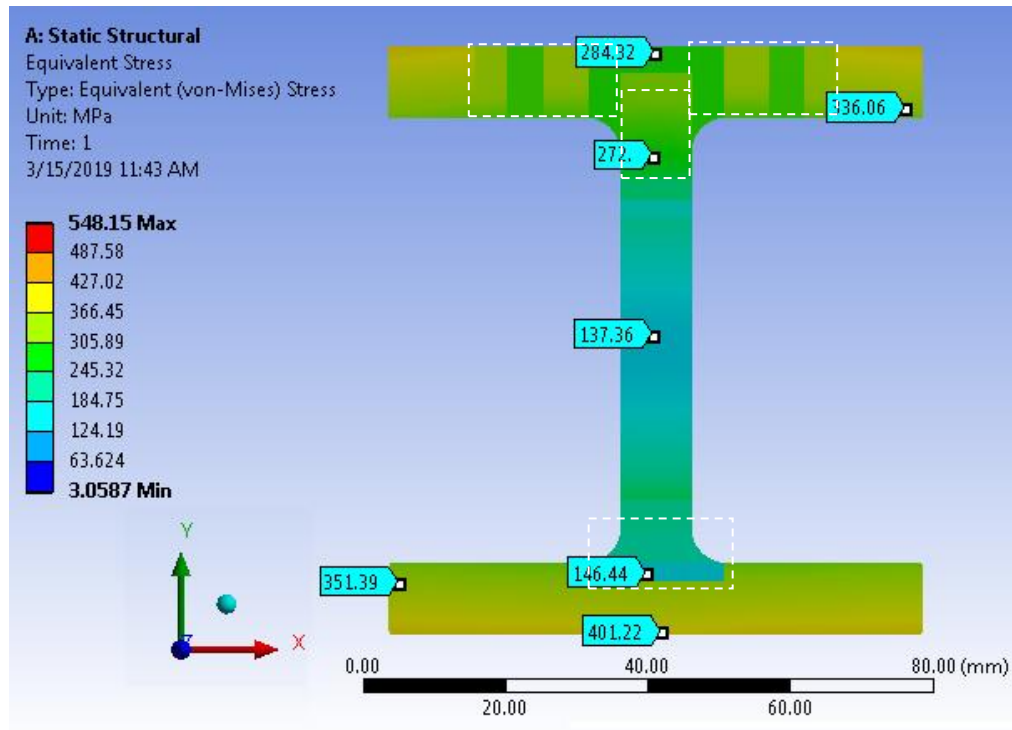 A: Static Structural
Equivalent Stress
Type: Equivalent (von-Mises) Stress
Unit: MPa
Time: 1
3/15/2019 11:43 AM
548.15 Max
487.58
427.02
366.45
305.89
245.32
184.75
124.19
63.624
3.0587 Min
284.32
336.06
272.
137.36
146.44
351.39
401.22
Y
X
0.00 40.00 80.00 (mm)
20.00 60.00